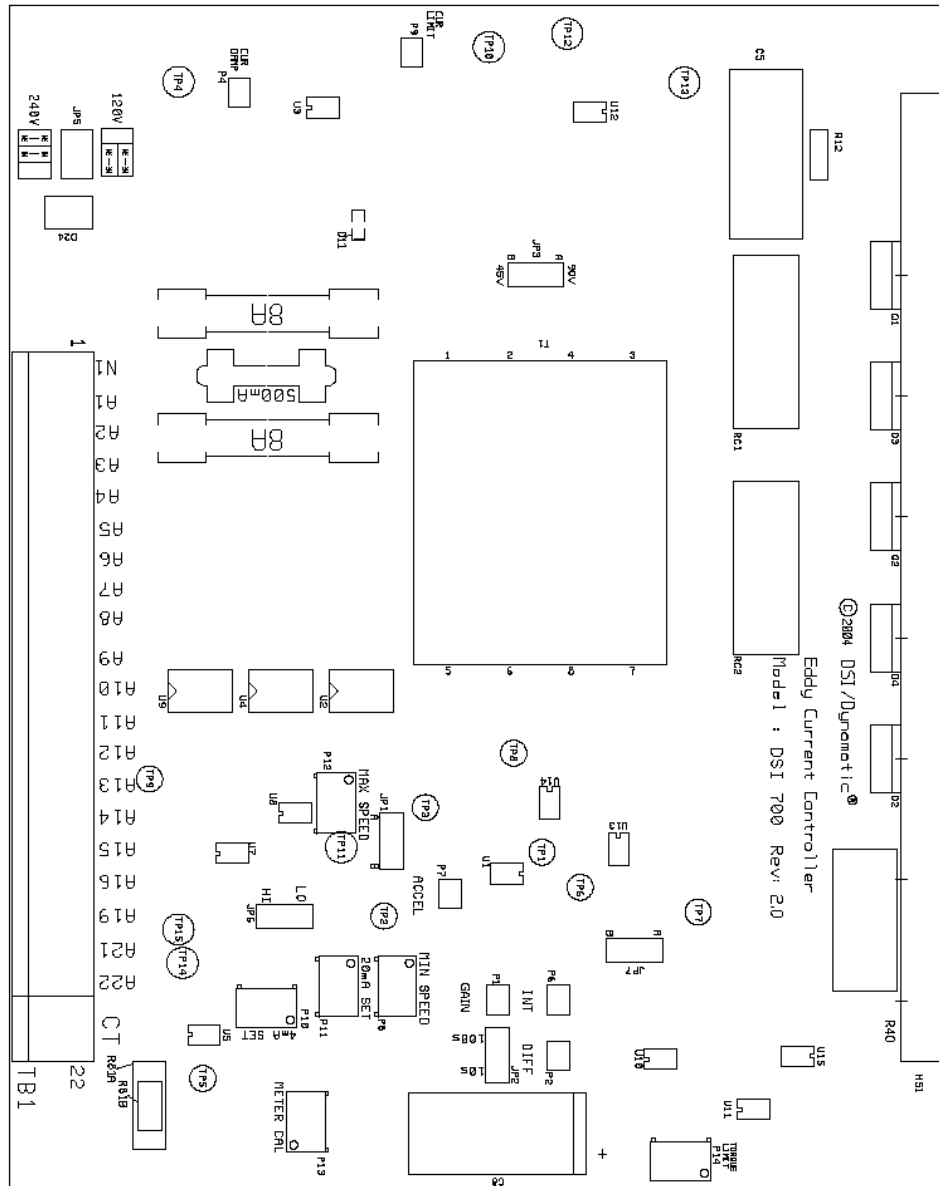 CUR
LIMIT
P9
TP10
TP12
CUR
DAMP
P4
TP4
TP13
C5
240V
JP5
120V
U3
U12
R12
D24
D11
JP3
B
A
45V
90V
8A
Q1
T1
1
2
4
3
1
N1
500mA
A1
D3
A2
8A
RC1
A3
A4
A5
Q2
A6
A7
A8
D4
A9
RC2
5
6
8
7
©2004 DSI/Dynamatic®
Eddy Current Controller
Model : DSI 700 Rev: 2.0
A10
U9
U4
U2
A11
A12
TP8
A13
TP9
P12
MAX SPEED
U14
D2
A14
U8
JP1
A
TP3
U13
A15
U7
TP11
TP1
A16
P7
ACCEL
U1
TP6
HI
LO
JP6
A19
TP15
TP2
TP7
A21
TP14
B
A
JP7
A22
P10
4mA SET
P11
20mA SET
MIN SPEED
P1
GAIN
P6
INT
CT
U5
100s
10s
JP2
DIFF
P2
U10
U15
R40
HS1
22
TB1
R81A
R81B
TP5
METER CAL
P13
U11
+
P14
TORQUE
LIMIT